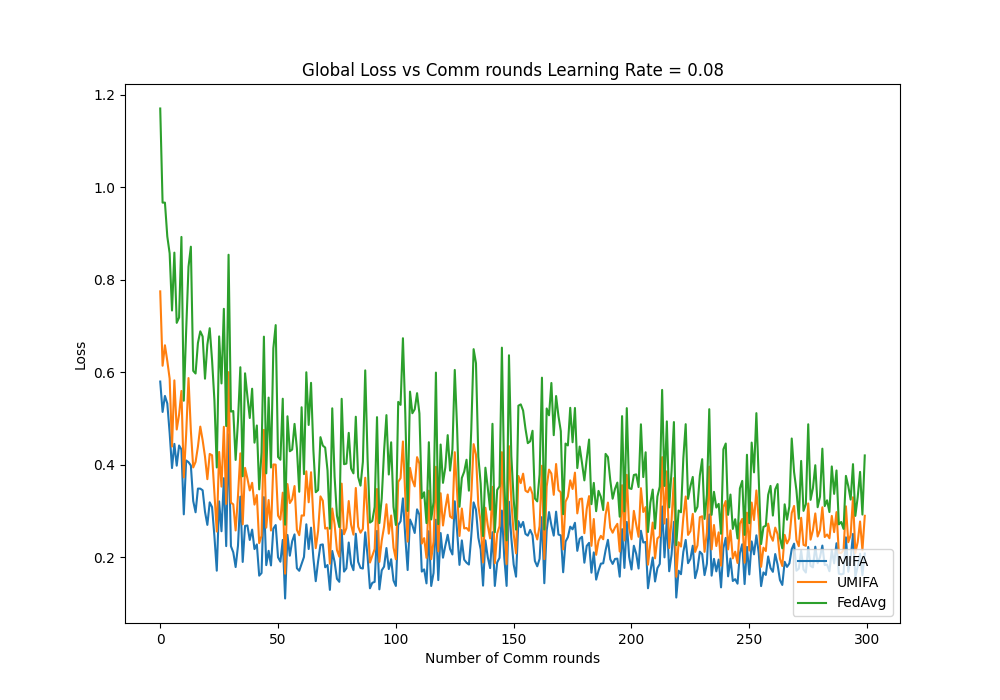 Global Loss vs Comm rounds Learning Rate = 0.08
1.2
1.0
0.8
0.6
0.4
0.2
Loss
0
50
100
150
200
250
300
Number of Comm rounds
MIFA
UMIFA
FedAvg